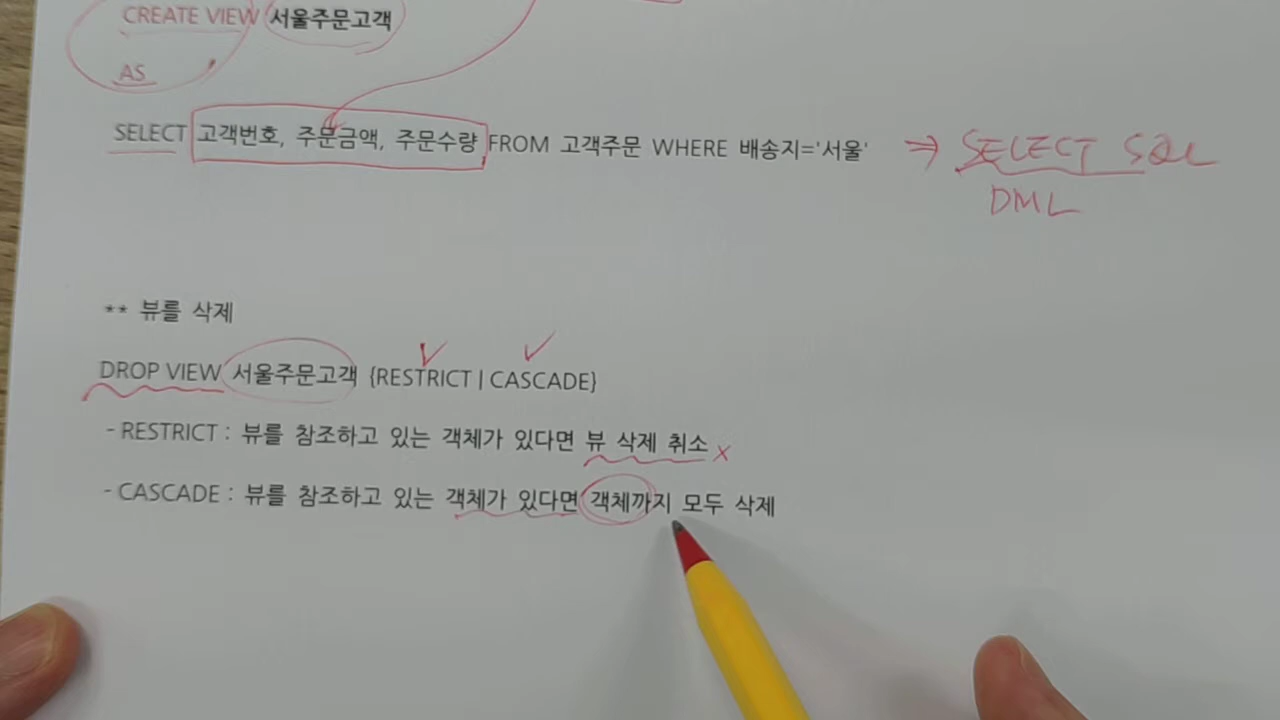 CREATE VIEW 서울주문고객
AS
SELECT 고객번호, 주문금액, 주문수량 FROM 고객주문 WHERE 배송지='서울' ⇒ SELECT SQL
DML
** 뷰를 삭제
DROP VIEW 서울주문고객 {RESTRICT | CASCADE}
- RESTRICT : 뷰를 참조하고 있는 객체가 있다면 뷰 삭제 취소 x
- CASCADE : 뷰를 참조하고 있는 객체가 있다면 객체까지 모두 삭제